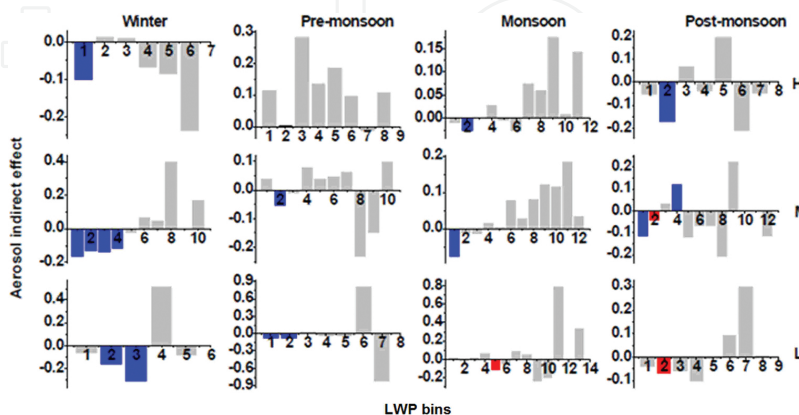 Winter Pre-monsoon Monsoon Post-monsoon
Aerosol indirect effect
0.0 -0.1 -0.2
1 2 3 4 5 6 7
0.3 0.2 0.1 0.0
1 2 3 4 5 6 7 8 9
0.15 0.10 0.05 0.00
2 4 6 8 10 12
0.2 0.1 0.0 -0.1 -0.2
1 2 3 4 5 6 7 8
H
0.4 0.2 0.0 -0.2
2 4 6 8 10
0.1 0.0 -0.1 -0.2
2 4 6 8 10
0.2 0.1 0.0
2 4 6 8 10 12
0.2 0.1 0.0 -0.1 -0.2
2 4 6 8 10 12
0.4 0.2 0.0 -0.2
1 2 3 4 5 6
0.9 0.6 0.3 0.0 -0.3 -0.6 -0.9
1 2 3 4 5 6 7 8
0.8 0.6 0.4 0.2 0.0 -0.2
2 4 6 8 10 12 14
0.3 0.2 0.1 0.0 -0.1
1 2 3 4 5 6 7 8 9
L
LWP bins